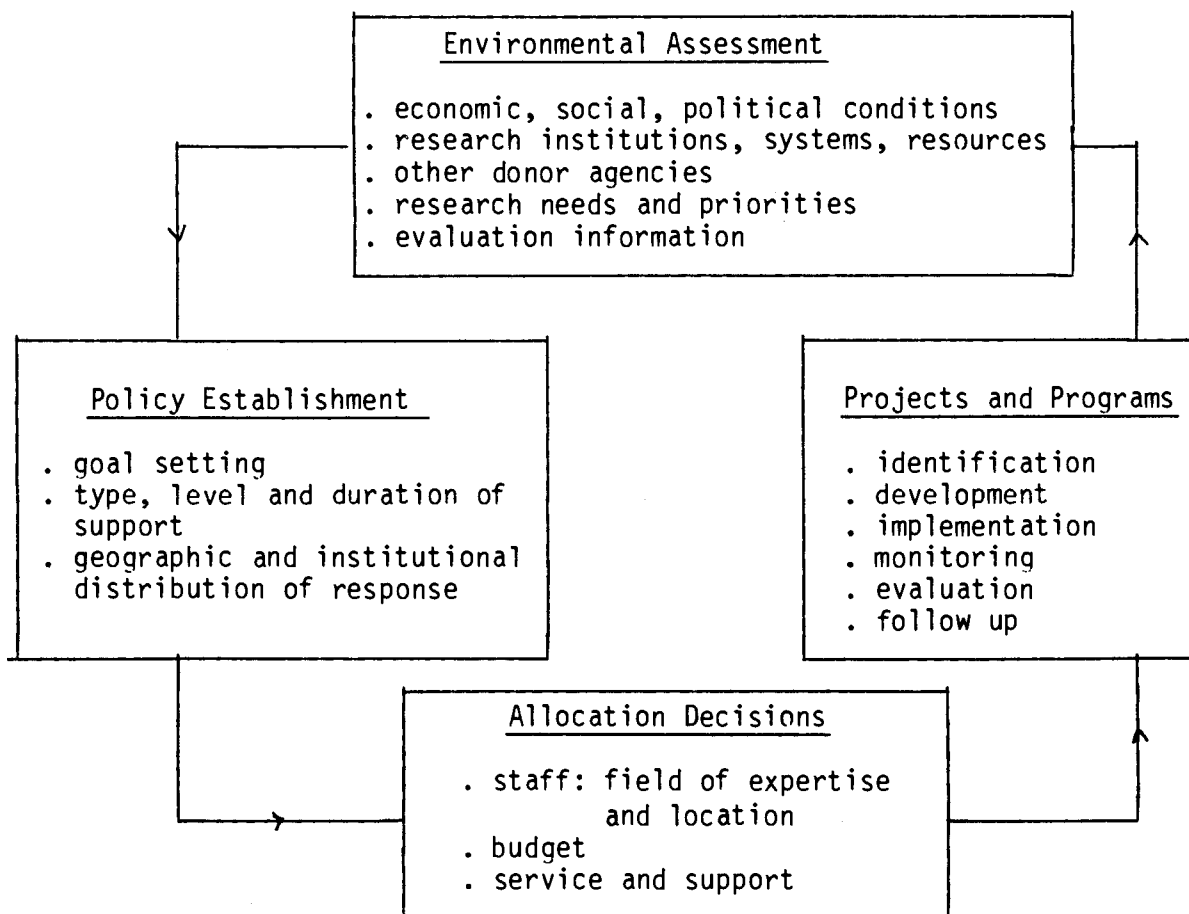 Environmental Assessment
. economic, social, political conditions
. research institutions, systems, resources
. other donor agencies
. research needs and priorities
. evaluation information
Policy Establishment
. goal setting
. type, level and duration of
support
. geographic and institutional
distribution of response
Projects and Programs
. identification
. development
. implementation
. monitoring
. evaluation
. follow up
Allocation Decisions
. staff: field of expertise
and location
. budget
. service and support